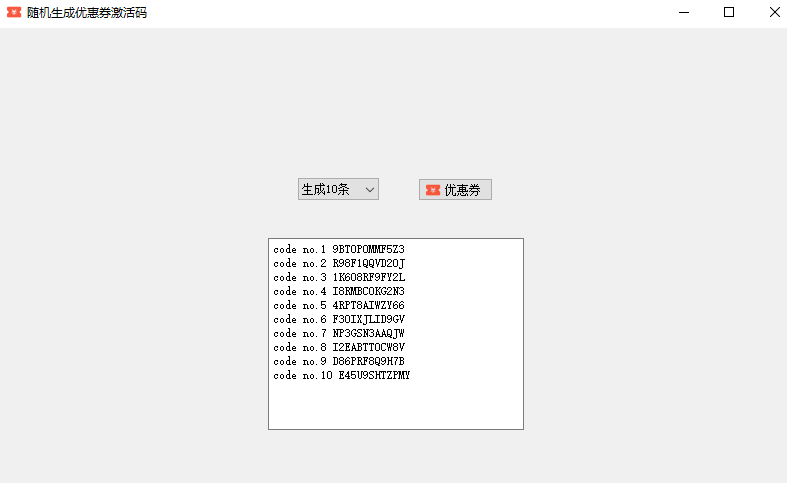 随机生成优惠券激活码
生成10条
优惠券
code no.1 9BTOPOMMF5Z3
code no.2 R98F1QQVD2OJ
code no.3 1K6O8RF9FY2L
code no.4 I8RMBCOKG2N3
code no.5 4RPT8AIWZY66
code no.6 F3OIXJLID9GV
code no.7 NP3GSN3AAQJW
code no.8 I2EABTTOCW8V
code no.9 D86PRF8Q9H7B
code no.10 E45U9SHTZPMY